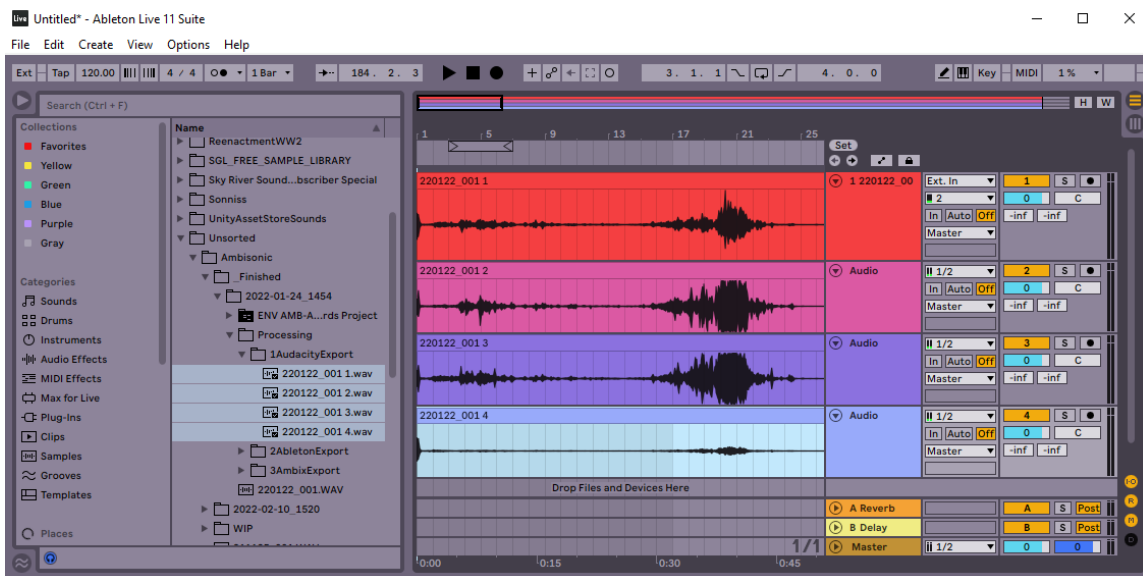 Live Untitled* - Ableton Live 11 Suite
File Edit Create View Options Help
Ext Tap 120.00 4 / 4 1 Bar 184. 2. 3 3. 1. 1 4. 0. 0 Key MIDI 1%
Search (Ctrl + F)
H W
Collections
Favorites
Yellow
Green
Blue
Purple
Gray
Categories
Sounds
Drums
Instruments
Audio Effects
MIDI Effects
Max for Live
Plug-Ins
Clips
Samples
Grooves
Templates
Places
Name
ReenactmentWW2
SGL_FREE_SAMPLE_LIBRARY
Sky River Sound...bscriber Special
Sonniss
UnityAssetStoreSounds
Unsorted
Ambisonic
_Finished
2022-01-24_1454
ENV AMB-A...rds Project
Processing
1AudacityExport
220122_001 1.wav
220122_001 2.wav
220122_001 3.wav
220122_001 4.wav
2AbletonExport
3AmbixExport
220122_001.WAV
2022-02-10_1520
WIP
1 5 9 13 17 21 25
Set
220122_001 1
1 220122_00
Ext. In 1 S
2 0 C
In Auto Off -inf -inf
Master
220122_001 2
Audio
1/2 2 S
In Auto Off 0 C
Master -inf -inf
220122_001 3
Audio
1/2 3 S
In Auto Off 0 C
Master -inf -inf
220122_001 4
Audio
1/2 4 S
In Auto Off 0 C
Master -inf -inf
Drop Files and Devices Here
I-O
A Reverb A S Post
R
B Delay B S Post
M
D
1/1 Master 1/2 0 0
0:00 0:15 0:30 0:45